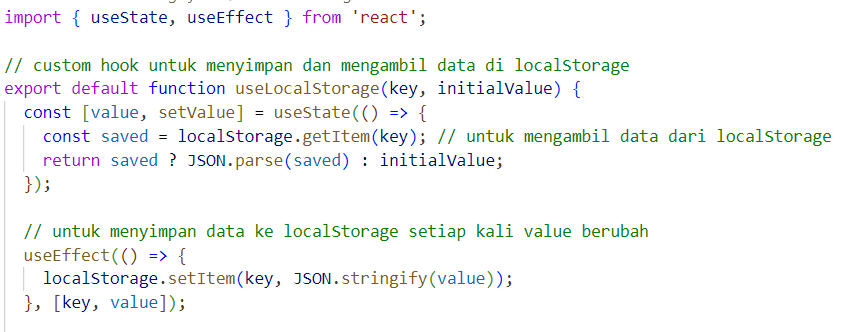 import { useState, useEffect } from 'react';
// custom hook untuk menyimpan dan mengambil data di localStorage
export default function useLocalStorage(key, initialValue) {
const [value, setValue] = useState(() => {
const saved = localStorage.getItem(key); // untuk mengambil data dari localStorage
return saved ? JSON.parse(saved) : initialValue;
});
// untuk menyimpan data ke localStorage setiap kali value berubah
useEffect(() => {
localStorage.setItem(key, JSON.stringify(value));
}, [key, value]);